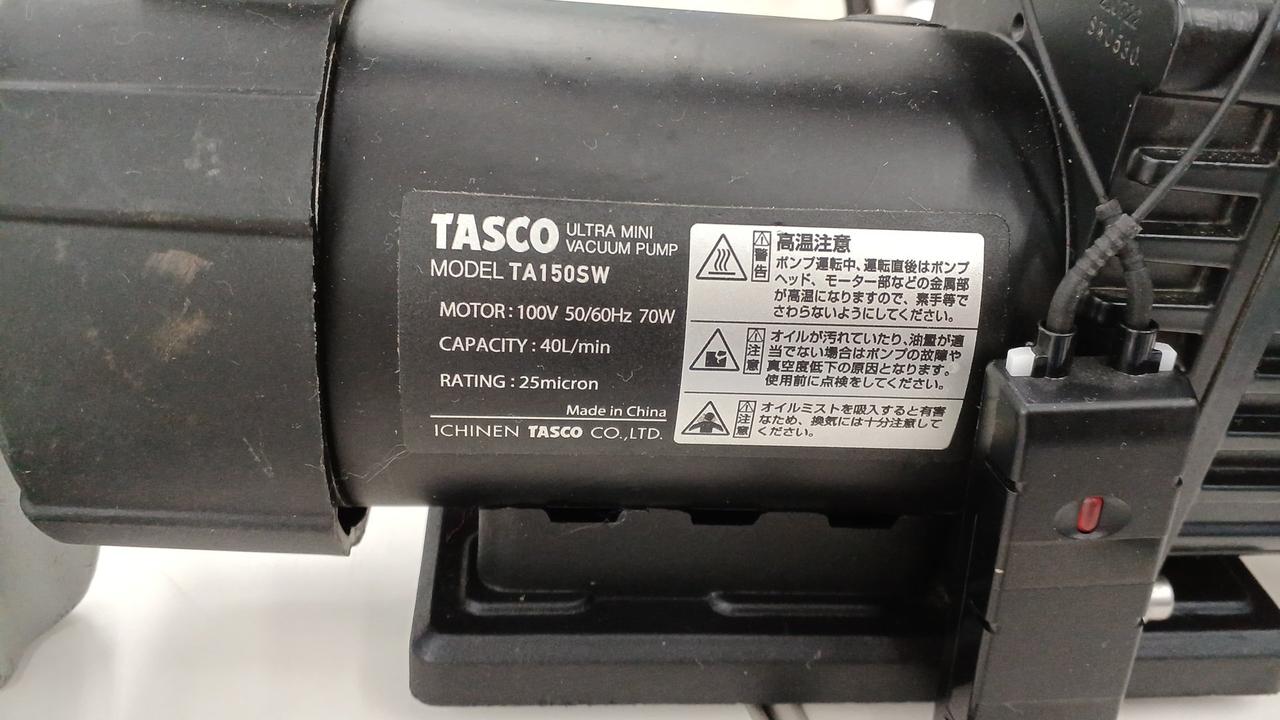 TASCO ULTRA MINI
VACUUM PUMP
MODEL TA150SW
MOTOR : 100V 50/60Hz 70W
CAPACITY : 40L/min
RATING : 25micron
Made in China
ICHINEN TASCO CO.,LTD.
警告
高温注意
ポンプ運転中、運転直後はポンプ
ヘッド、モーター部などの金属部
が高温になりますので、素手等で
さわらないようにしてください。
注意
オイルが汚れていたり、油量が適
当でない場合はポンプの故障や
真空度低下の原因となります。
使用前に点検をしてください。
注意
オイルミストを吸入すると有害
なため、換気には十分注意して
ください。